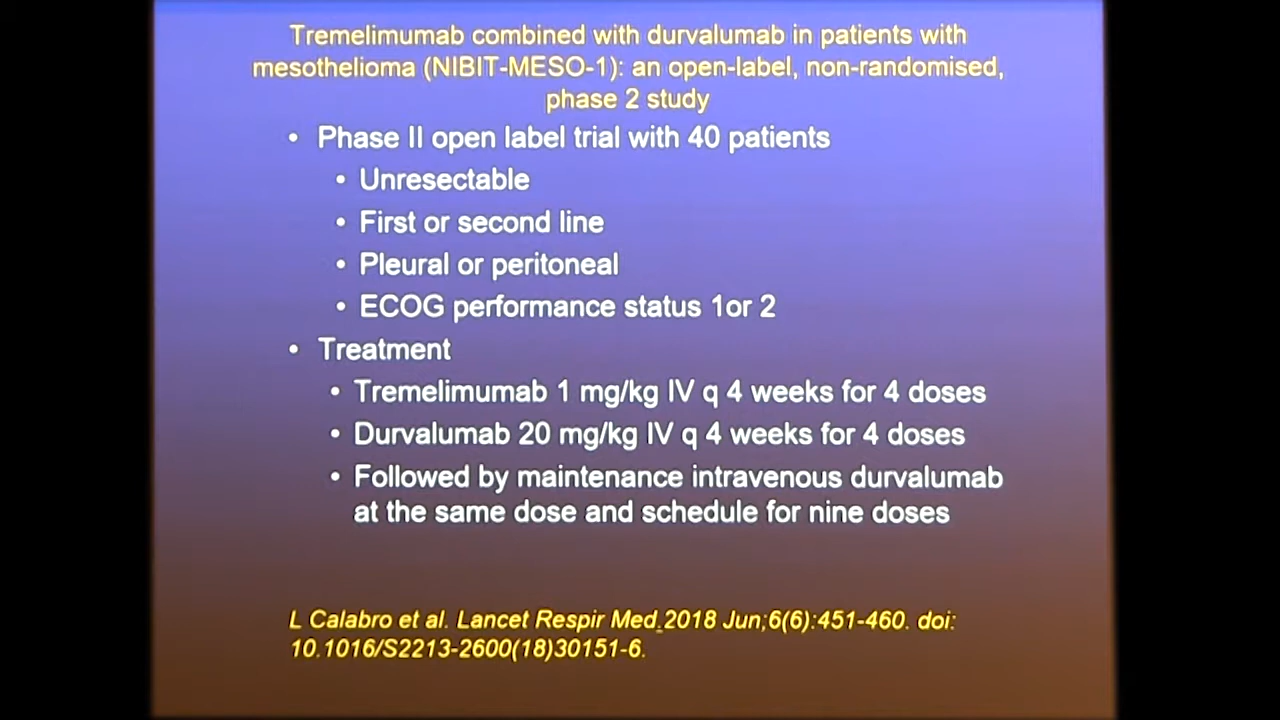 Tremelimumab combined with durvalumab in patients with
mesothelioma (NIBIT-MESO-1): an open-label, non-randomised,
phase 2 study
• Phase II open label trial with 40 patients
• Unresectable
• First or second line
• Pleural or peritoneal
• ECOG performance status 1or 2
• Treatment
• Tremelimumab 1 mg/kg IV q 4 weeks for 4 doses
• Durvalumab 20 mg/kg IV q 4 weeks for 4 doses
• Followed by maintenance intravenous durvalumab
at the same dose and schedule for nine doses
L Calabro et al. Lancet Respir Med. 2018 Jun;6(6):451-460. doi:
10.1016/S2213-2600(18)30151-6.